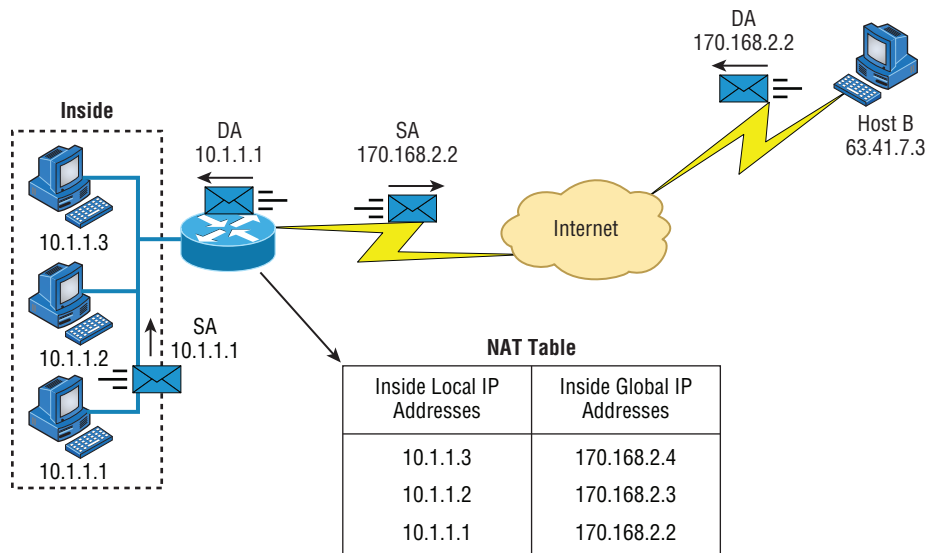 DA
170.168.2.2
Inside
DA
10.1.1.1
SA
170.168.2.2
Host B
63.41.7.3
Internet
10.1.1.3
10.1.1.2
SA
10.1.1.1
10.1.1.1
NAT Table
Inside Local IP
Addresses
Inside Global IP
Addresses
10.1.1.3 170.168.2.4
10.1.1.2 170.168.2.3
10.1.1.1 170.168.2.2